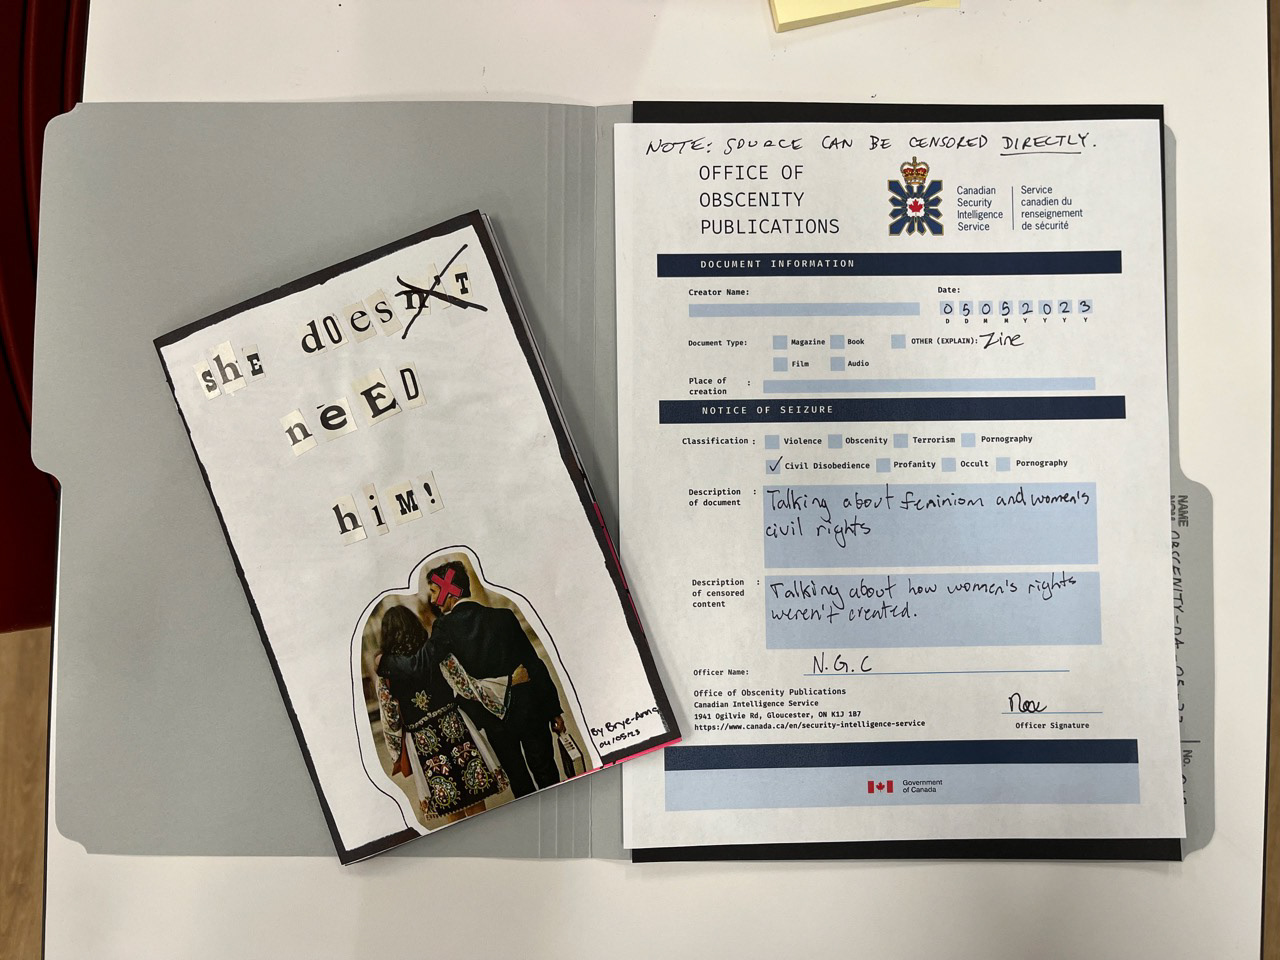 she doesn't
nēED
hiM!
By Brye-Anne
04/05/23
NOTE: SOURCE CAN BE CENSORED DIRECTLY.
OFFICE OF
OBSCENITY
PUBLICATIONS
Canadian
Security
Intelligence
Service
Service
canadien du
renseignement
de sécurité
DOCUMENT INFORMATION
Creator Name:
Date:
0 5 0 5 2 0 2 3
D D M M Y Y Y Y
Document Type: Magazine Book OTHER (EXPLAIN): Zine
Film Audio
Place of creation :
NOTICE OF SEIZURE
Classification : Violence Obscenity Terrorism Pornography
✓ Civil Disobedience Profanity Occult Pornography
Description of document :
Talking about feminism and women's
civil rights
Description of censored content :
Talking about how women's rights
weren't created.
Officer Name: N.G.C
Office of Obscenity Publications
Canadian Intelligence Service
1941 Ogilvie Rd, Gloucester, ON K1J 1B7
https://www.canada.ca/en/security-intelligence-service
Officer Signature
Government
of Canada
NAME
NOM
No.